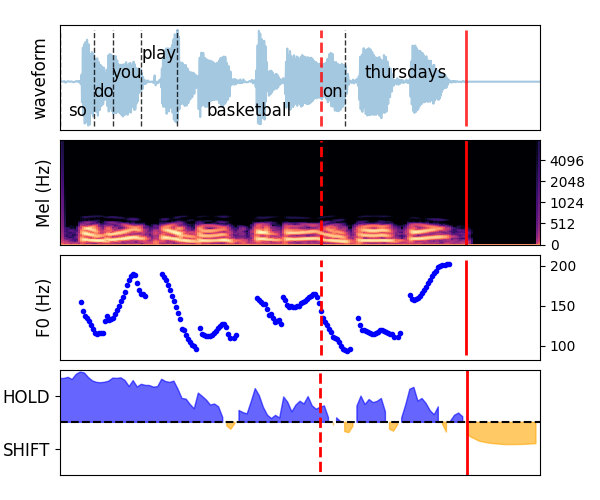 waveform
so
do
you
play
basketball
on
thursdays
Mel (Hz)
4096
2048
1024
512
0
F0 (Hz)
200
150
100
HOLD
SHIFT